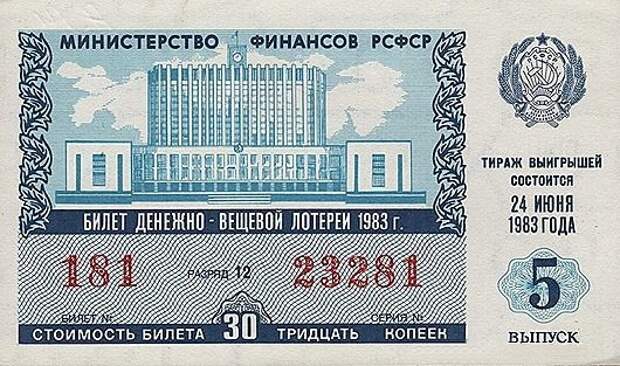 МИНИСТЕРСТВО ФИНАНСОВ РСФСР
БИЛЕТ ДЕНЕЖНО - ВЕЩЕВОЙ ЛОТЕРЕИ 1983 г.
181 РАЗРЯД 12 23281
БИЛЕТ № СЕРИЯ №
СТОИМОСТЬ БИЛЕТА 30 ТРИДЦАТЬ КОПЕЕК
ТИРАЖ ВЫИГРЫШЕЙ
СОСТОИТСЯ
24 ИЮНЯ
1983 ГОДА
5
ВЫПУСК